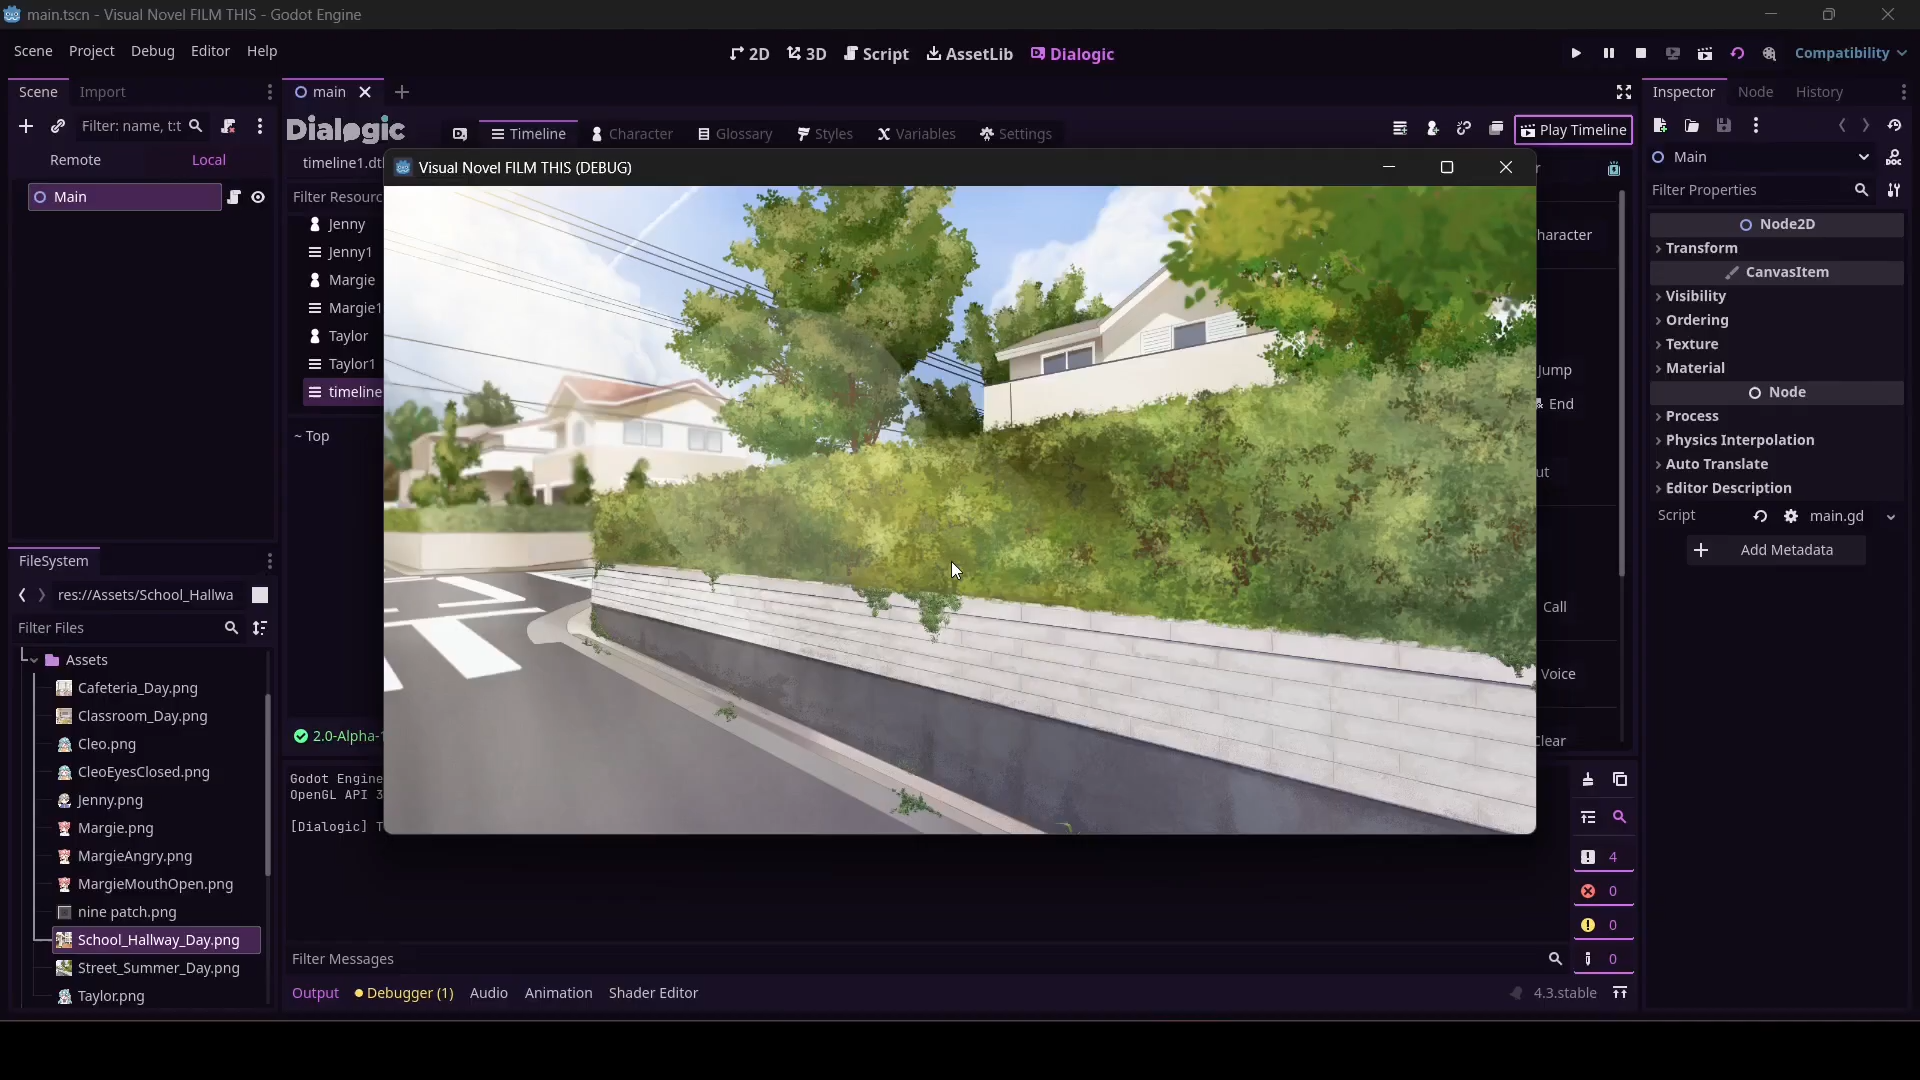 main.tscn - Visual Novel FILM THIS - Godot Engine
Scene Project Debug Editor Help
2D 3D Script AssetLib Dialogic
Compatibility
Scene Import
main
Inspector Node History
Filter: name, t:t
Dialogic
Timeline Character Glossary Styles Variables Settings
Play Timeline
Remote Local
Main
timeline1.dt
Visual Novel FILM THIS (DEBUG)
Main
Filter Resourc
Filter Properties
Jenny
Jenny1
Margie
Margie1
Taylor
Taylor1
timeline
~ Top
haracter
Jump
End
ut
Call
Voice
Clear
Node2D
Transform
CanvasItem
Visibility
Ordering
Texture
Material
Node
Process
Physics Interpolation
Auto Translate
Editor Description
Script main.gd
Add Metadata
FileSystem
res://Assets/School_Hallwa
Filter Files
Assets
Cafeteria_Day.png
Classroom_Day.png
Cleo.png
CleoEyesClosed.png
Jenny.png
Margie.png
MargieAngry.png
MargieMouthOpen.png
nine patch.png
School_Hallway_Day.png
Street_Summer_Day.png
Taylor.png
2.0-Alpha-1
Godot Engine
OpenGL API 3
[Dialogic] T
4
0
0
0
Filter Messages
Output Debugger (1) Audio Animation Shader Editor
4.3.stable